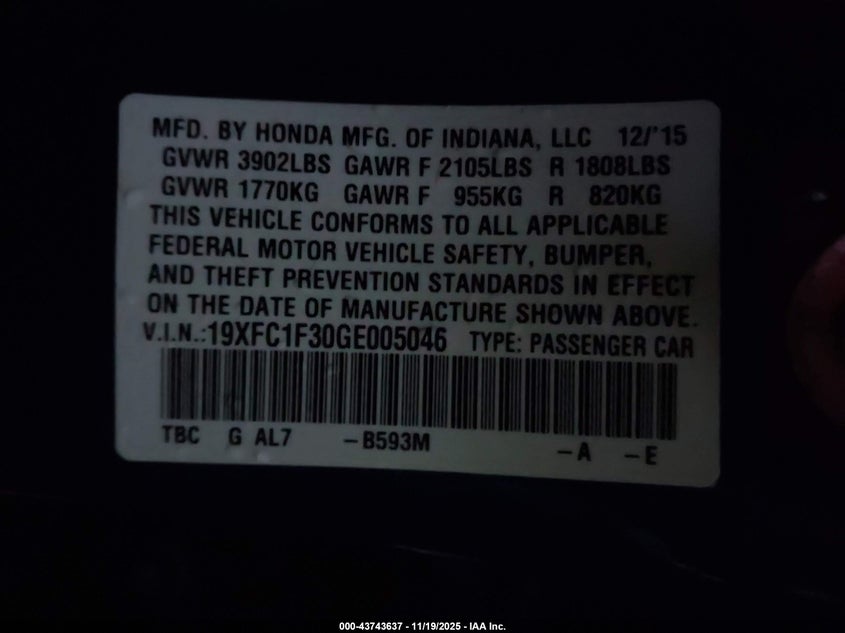 MFD. BY HONDA MFG. OF INDIANA, LLC 12/'15
GVWR 3902LBS GAWR F 2105LBS R 1808LBS
GVWR 1770KG GAWR F 955KG R 820KG
THIS VEHICLE CONFORMS TO ALL APPLICABLE
FEDERAL MOTOR VEHICLE SAFETY, BUMPER,
AND THEFT PREVENTION STANDARDS IN EFFECT
ON THE DATE OF MANUFACTURE SHOWN ABOVE.
V.I.N.:19XFC1F30GE005046 TYPE: PASSENGER CAR
TBC G AL7 -B593M -A -E
000-43743637 - 11/19/2025 - IAA Inc.